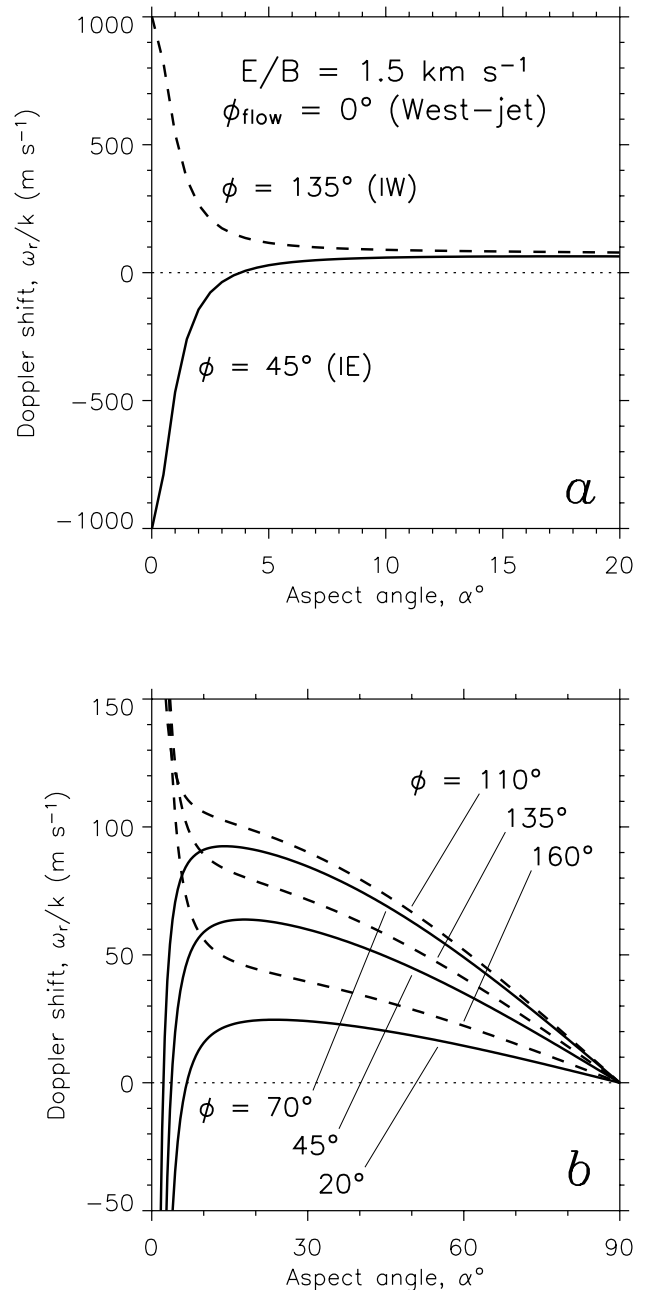 1000
500
0
−500
−1000
Doppler shift, ωr/k (m s⁻¹)
E/B = 1.5 km s⁻¹
ϕflow = 0° (West−jet)
ϕ = 135° (IW)
ϕ = 45° (IE)
a
0 5 10 15 20
Aspect angle, α°
150
100
50
0
−50
Doppler shift, ωr/k (m s⁻¹)
ϕ = 110°
135°
160°
ϕ = 70°
45°
20°
b
0 30 60 90
Aspect angle, α°